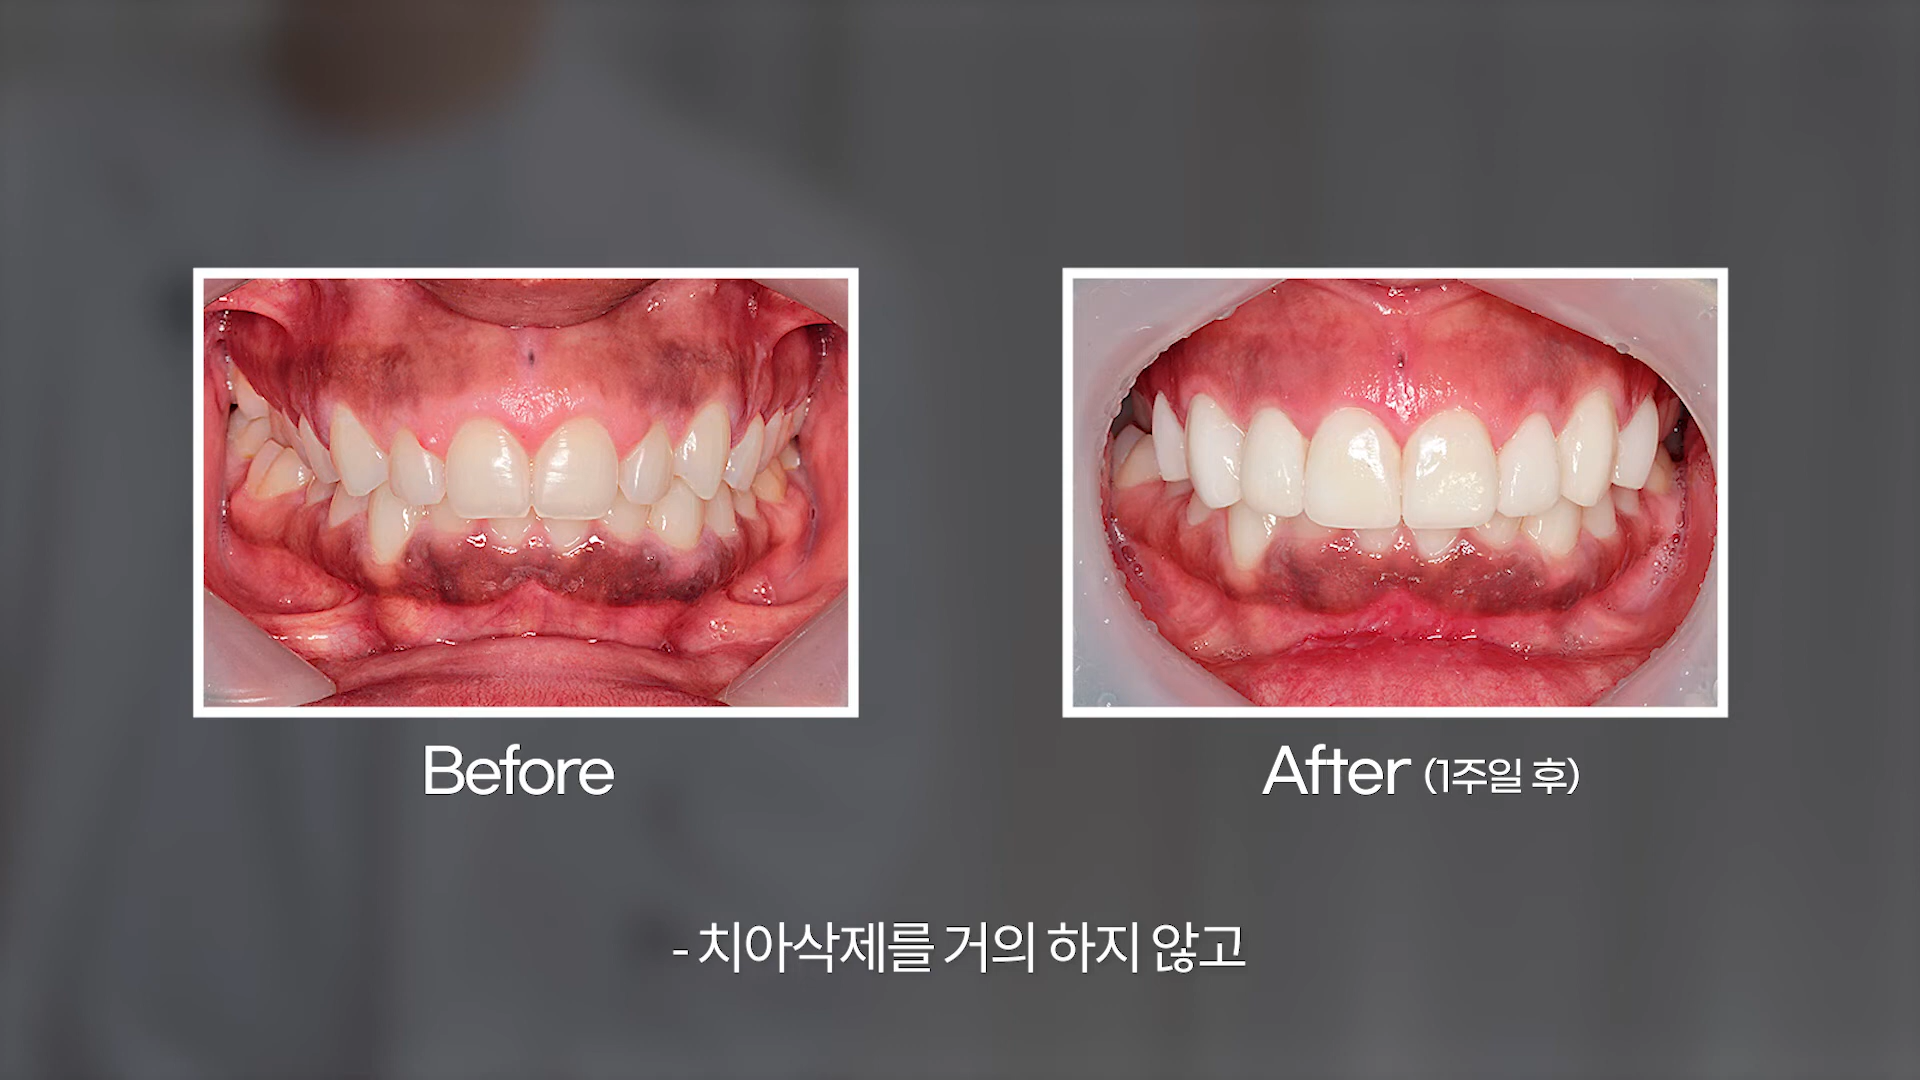 Before
After (1주일 후)
- 치아삭제를 거의 하지 않고